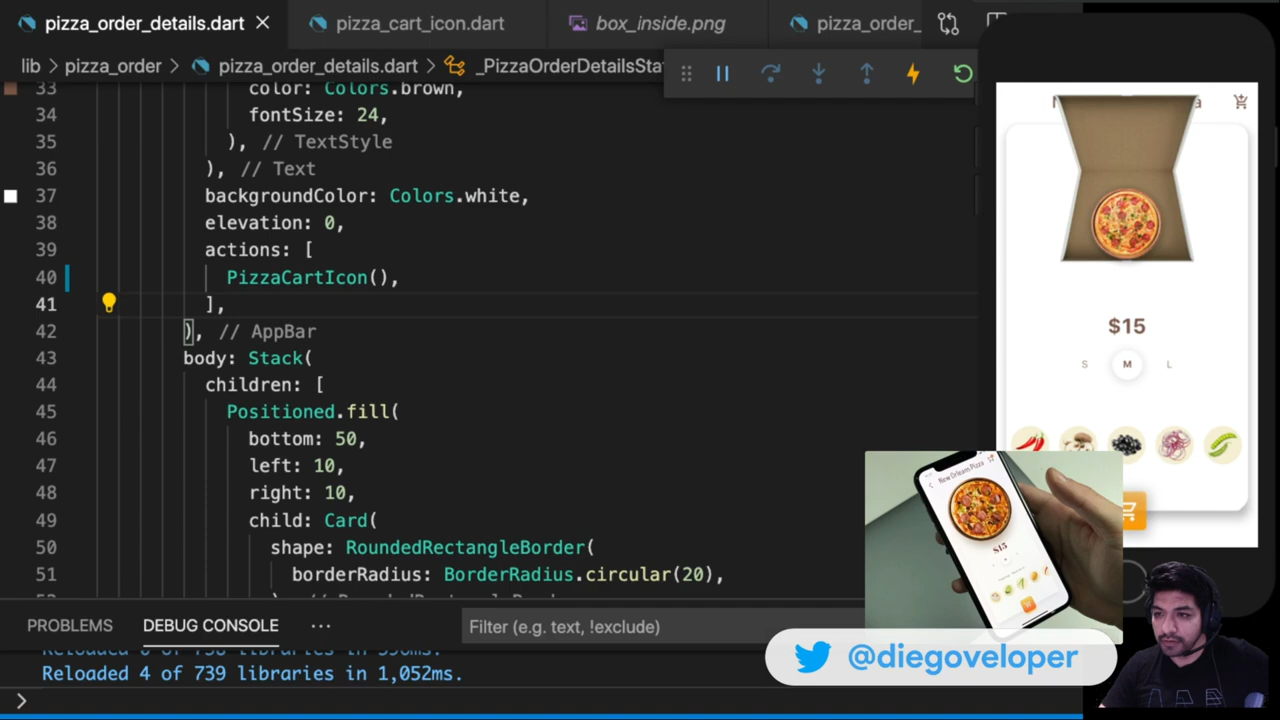 pizza_order_details.dart
pizza_cart_icon.dart
box_inside.png
pizza_order_
lib > pizza_order > pizza_order_details.dart > _PizzaOrderDetailsSta
33 color: Colors.brown,
34 fontSize: 24,
35 ), // TextStyle
36 ), // Text
37 backgroundColor: Colors.white,
38 elevation: 0,
39 actions: [
40 PizzaCartIcon(),
41 ],
42 ), // AppBar
43 body: Stack(
44 children: [
45 Positioned.fill(
46 bottom: 50,
47 left: 10,
48 right: 10,
49 child: Card(
50 shape: RoundedRectangleBorder(
51 borderRadius: BorderRadius.circular(20),
PROBLEMS
DEBUG CONSOLE
Filter (e.g. text, !exclude)
Reloaded 4 of 739 libraries in 1,052ms.
$15
S M L
New Orleans Pizza
$15
@diegoveloper